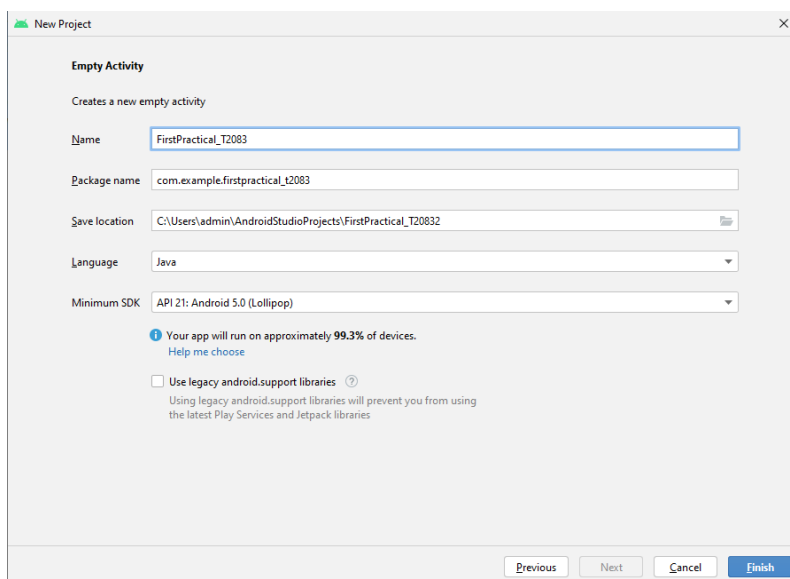 New Project
Empty Activity
Creates a new empty activity
Name FirstPractical_T2083
Package name com.example.firstpractical_t2083
Save location C:\Users\admin\AndroidStudioProjects\FirstPractical_T20832
Language Java
Minimum SDK API 21: Android 5.0 (Lollipop)
Your app will run on approximately 99.3% of devices.
Help me choose
Use legacy android.support libraries ?
Using legacy android.support libraries will prevent you from using
the latest Play Services and Jetpack libraries
Previous Next Cancel Finish